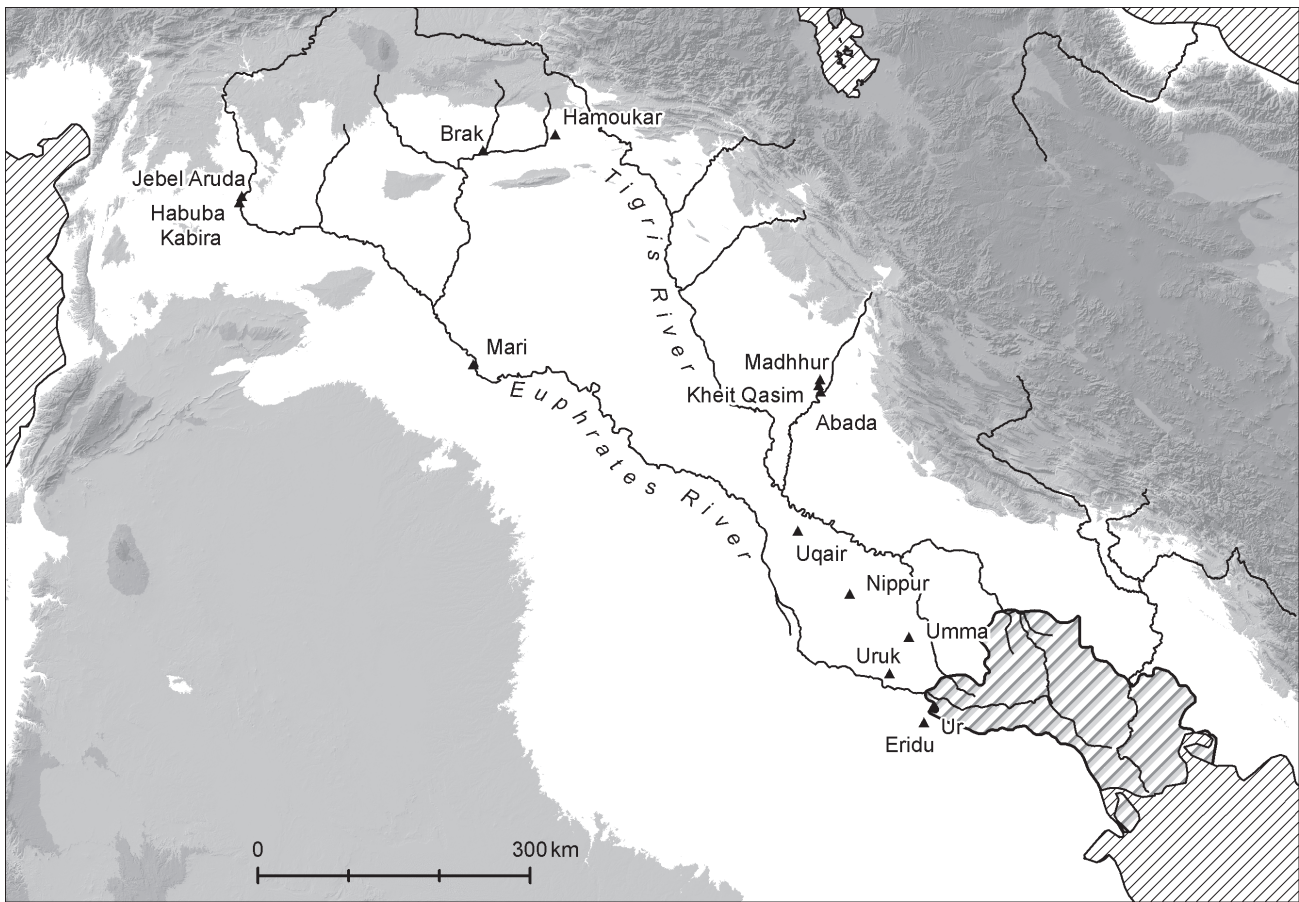 Hamoukar
Brak
Jebel Aruda
Habuba
Kabira
Tigris River
Mari
Madhhur
Kheit Qasim
Abada
Euphrates River
Uqair
Nippur
Umma
Uruk
Ur
Eridu
0 300 km